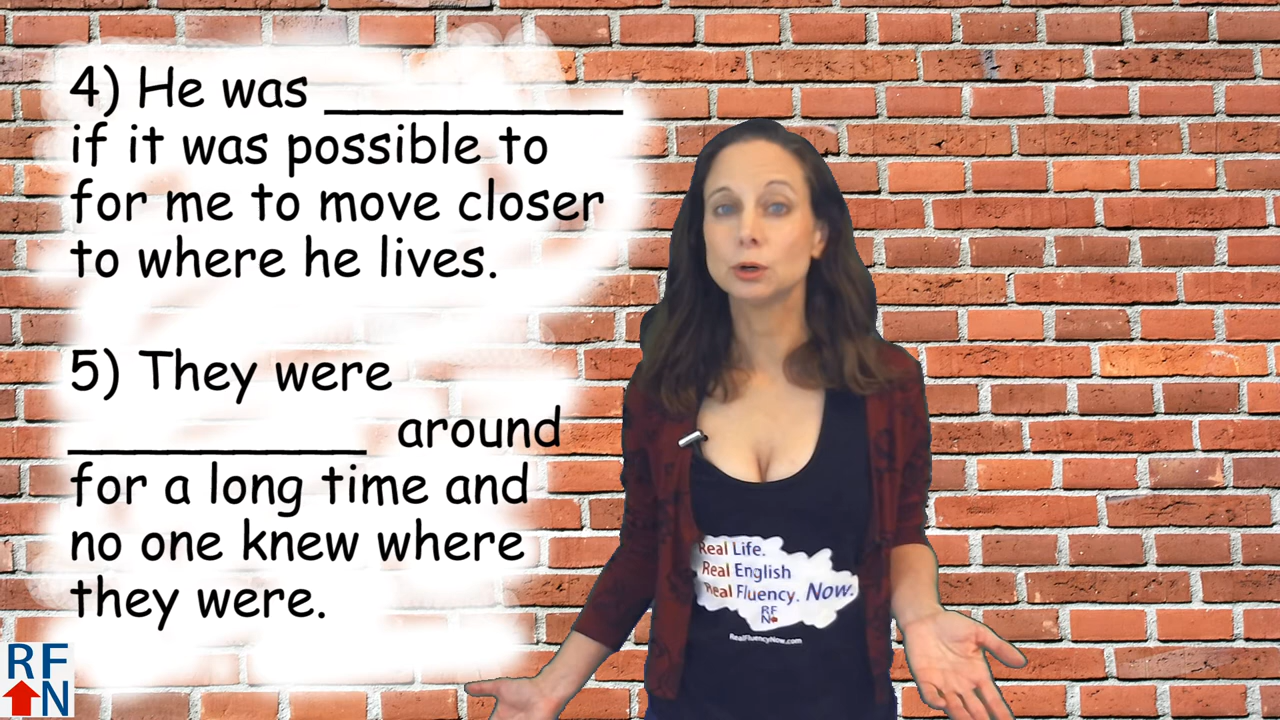 4) He was __________
if it was possible to
for me to move closer
to where he lives.
5) They were
__________ around
for a long time and
no one knew where
they were.
Real Life.
Real English
Real Fluency. Now.
RF
N
RealFluencyNow.com
RF
N